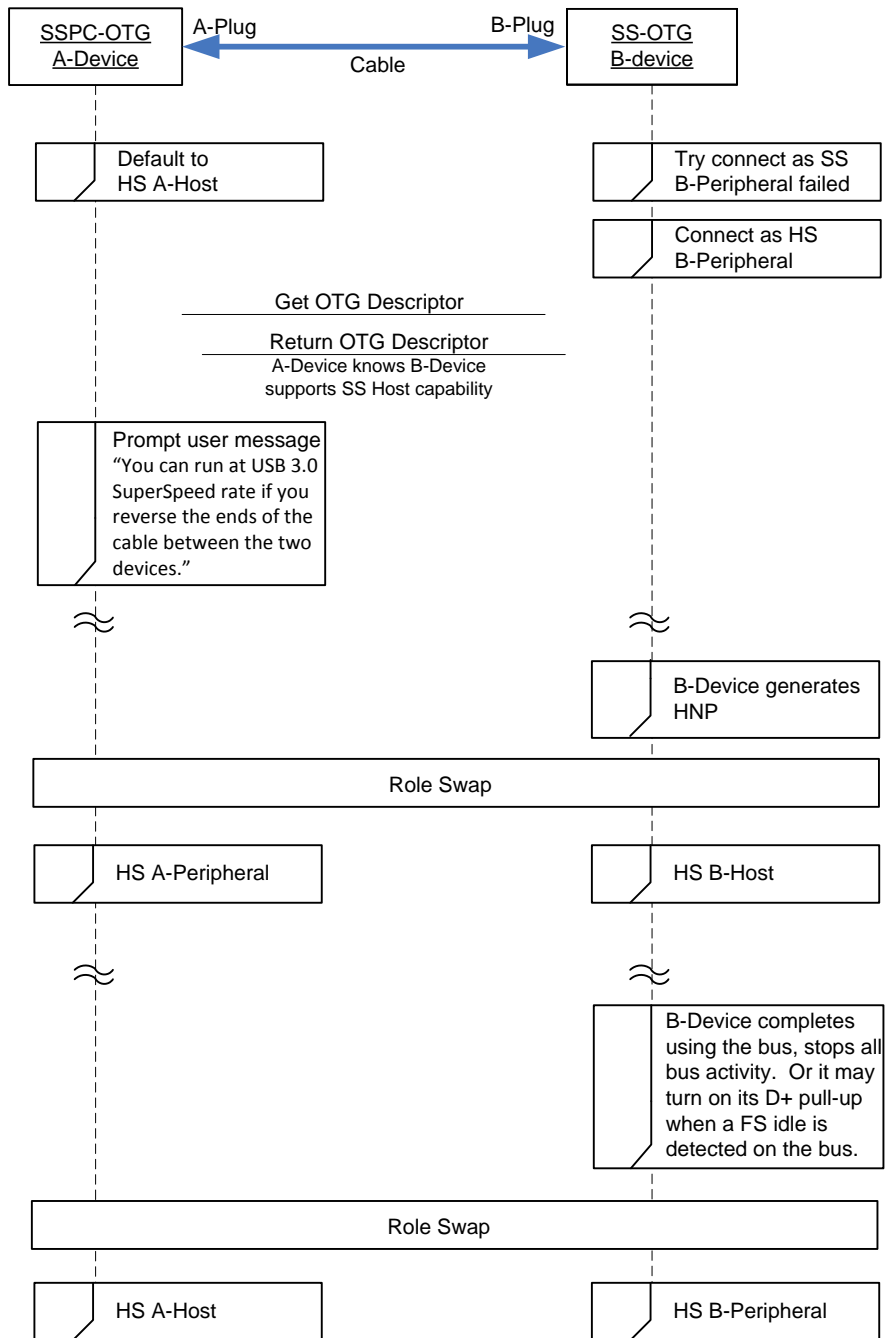 SSPC-OTG
A-Device
A-Plug
B-Plug
Cable
SS-OTG
B-device
Default to
HS A-Host
Try connect as SS
B-Peripheral failed
Connect as HS
B-Peripheral
Get OTG Descriptor
Return OTG Descriptor
A-Device knows B-Device
supports SS Host capability
Prompt user message
“You can run at USB 3.0
SuperSpeed rate if you
reverse the ends of the
cable between the two
devices.”
B-Device generates
HNP
Role Swap
HS A-Peripheral
HS B-Host
B-Device completes
using the bus, stops all
bus activity.  Or it may
turn on its D+ pull-up
when a FS idle is
detected on the bus.
Role Swap
HS A-Host
HS B-Peripheral